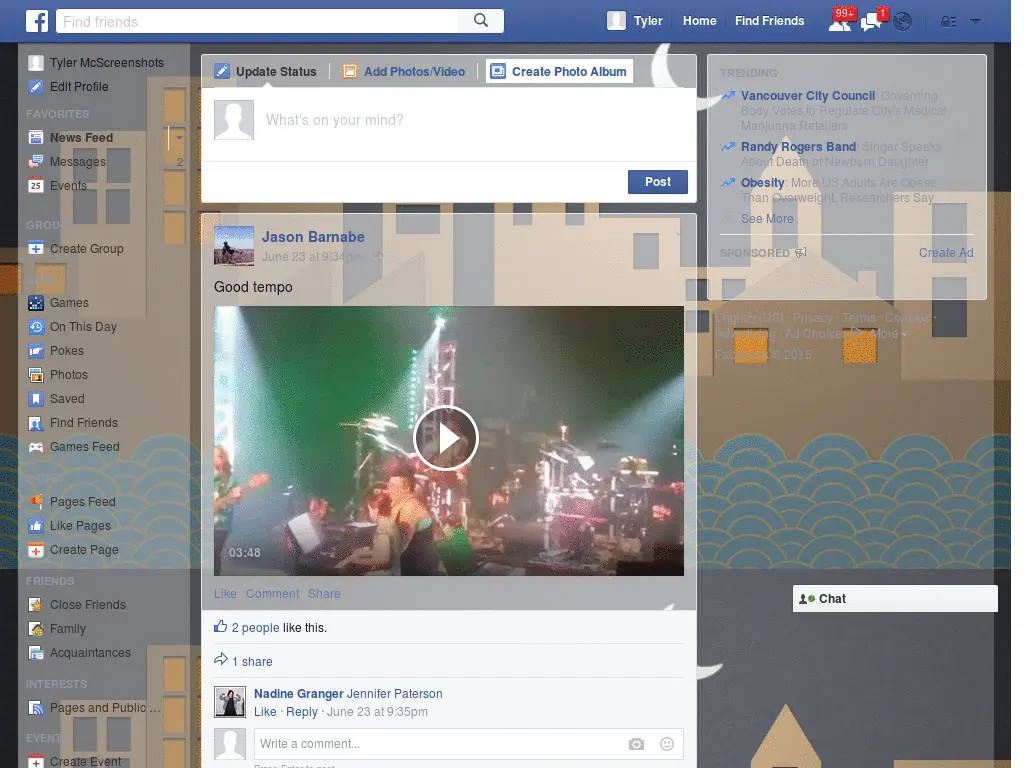 f
Find friends
Tyler
Home
Find Friends
99+
1
Tyler McScreenshots
Edit Profile
FAVORITES
News Feed
Messages
2
Events
25
GROU
Create Group
Games
On This Day
Pokes
Photos
Saved
Find Friends
Games Feed
Pages Feed
Like Pages
Create Page
FRIENDS
Close Friends
Family
Acquaintances
INTERESTS
Pages and Public ...
EVENT
Create Event
Update Status
Add Photos/Video
Create Photo Album
What's on your mind?
Post
Jason Barnabe
June 23 at 9:34pm
Good tempo
03:48
Like Comment Share
2 people like this.
1 share
Nadine Granger Jennifer Paterson
Like · Reply · June 23 at 9:35pm
Write a comment...
Press Enter to post.
TRENDING
Vancouver City Council: Governing
Body Votes to Regulate City's Medical
Marijuana Retailers
Randy Rogers Band: Singer Speaks
About Death of Newborn Daughter
Obesity: More US Adults Are Obese
Than Overweight, Researchers Say
See More
SPONSORED
Create Ad
English (US) · Privacy · Terms · Cookies ·
Advertising · Ad Choices · More
Facebook © 2015
Chat